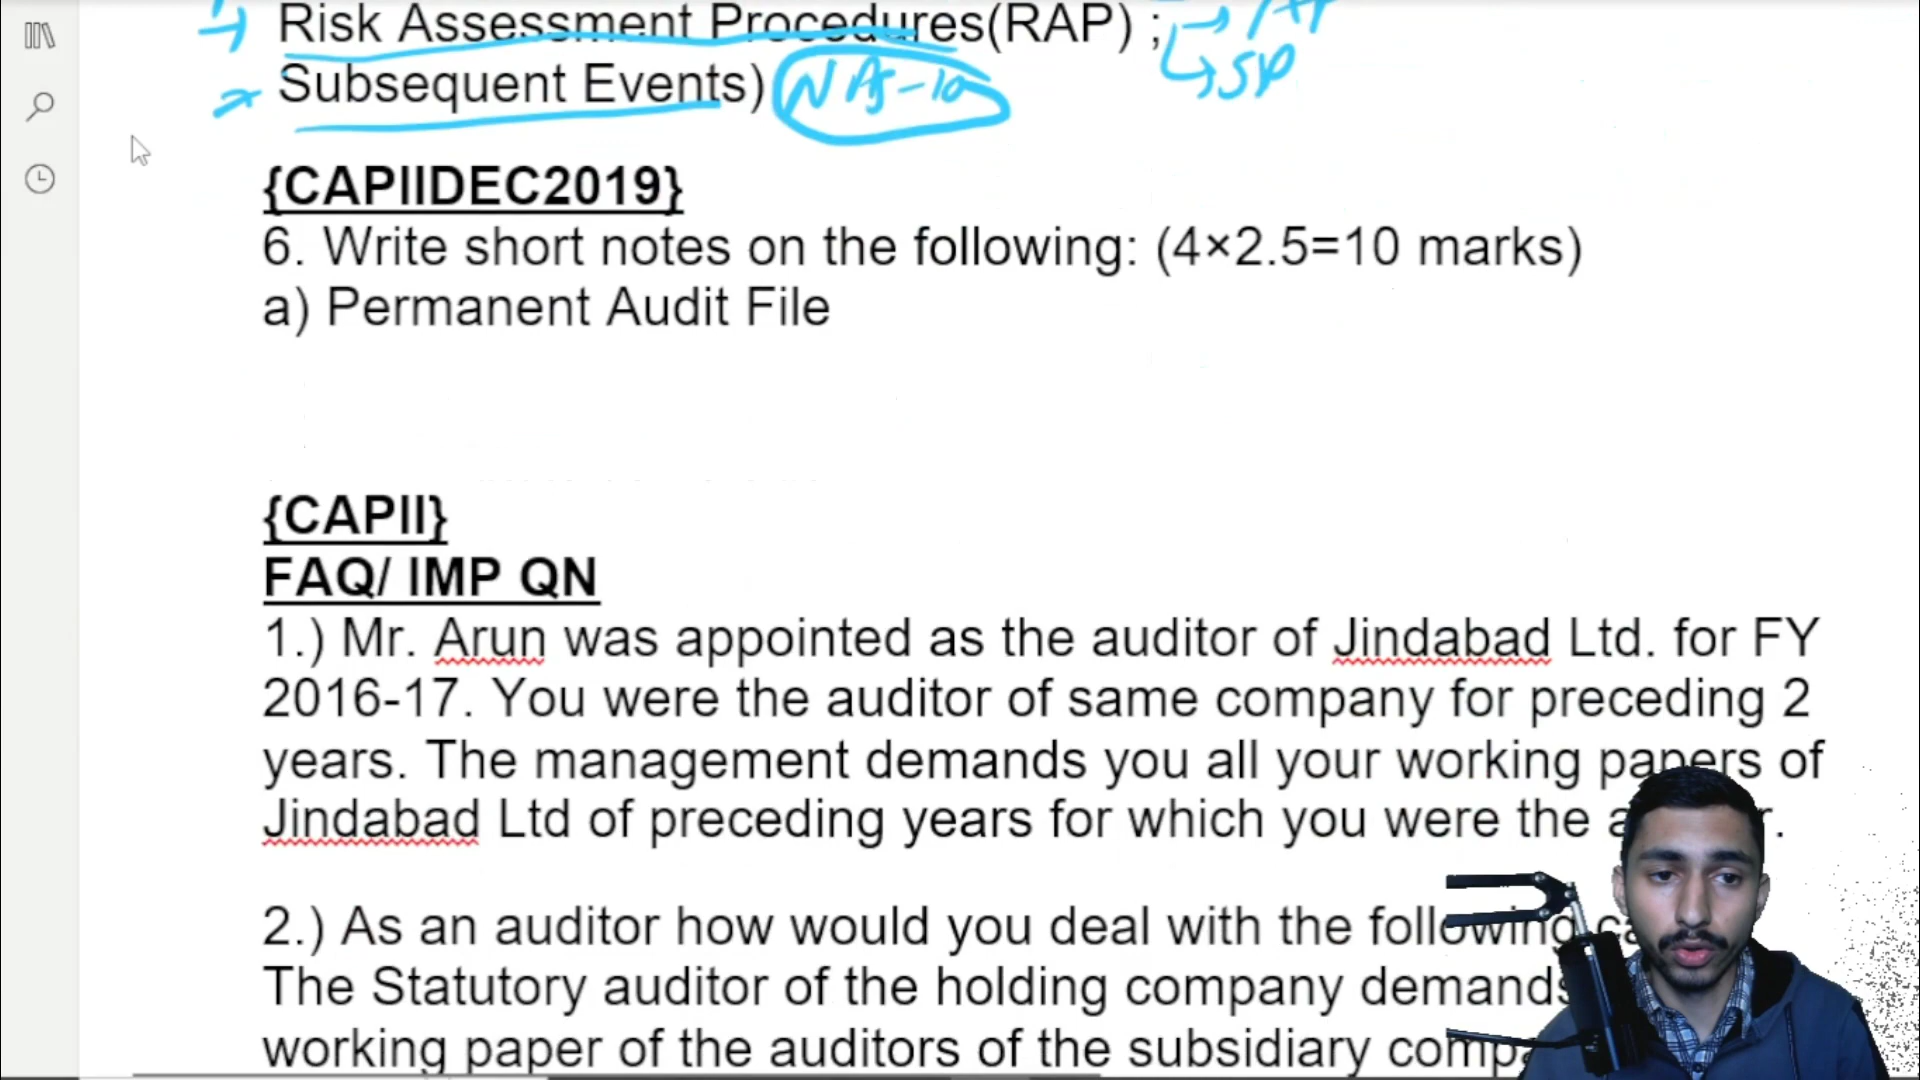 Risk Assessment Procedures(RAP) ;
SP
Subsequent Events)
{CAPIIDEC2019}
6. Write short notes on the following: (4×2.5=10 marks)
a) Permanent Audit File
{CAPII}
FAQ/ IMP QN
1.) Mr. Arun was appointed as the auditor of Jindabad Ltd. for FY
2016-17. You were the auditor of same company for preceding 2
years. The management demands you all your working papers of
Jindabad Ltd of preceding years for which you were the
2.) As an auditor how would you deal with the following
The Statutory auditor of the holding company demands
working paper of the auditors of the subsidiary